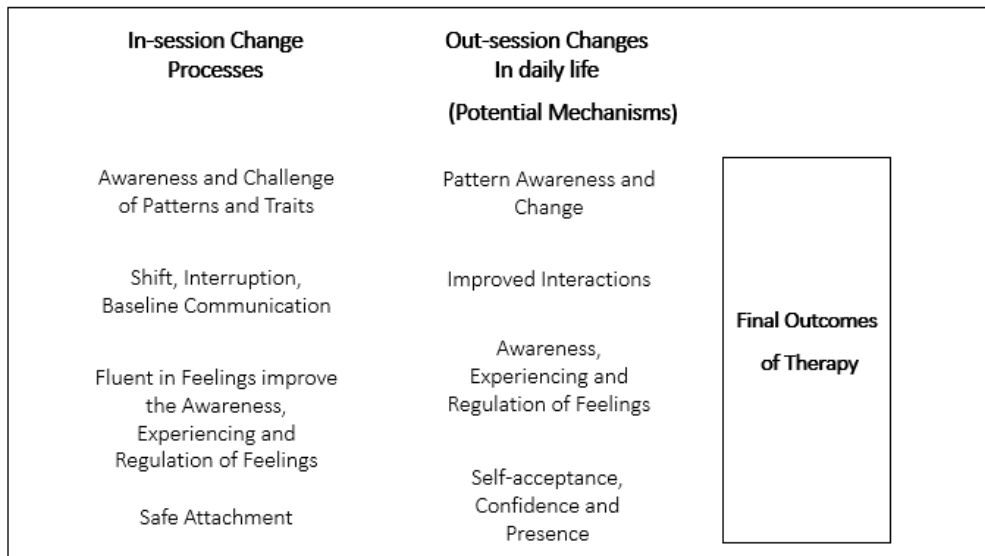 In-session Change
Processes
Out-session Changes
In daily life
(Potential Mechanisms)
Awareness and Challenge
of Patterns and Traits
Shift, Interruption,
Baseline Communication
Fluent in Feelings improve
the Awareness,
Experiencing and
Regulation of Feelings
Safe Attachment
Pattern Awareness and
Change
Improved Interactions
Awareness,
Experiencing and
Regulation of Feelings
Self-acceptance,
Confidence and
Presence
Final Outcomes
of Therapy